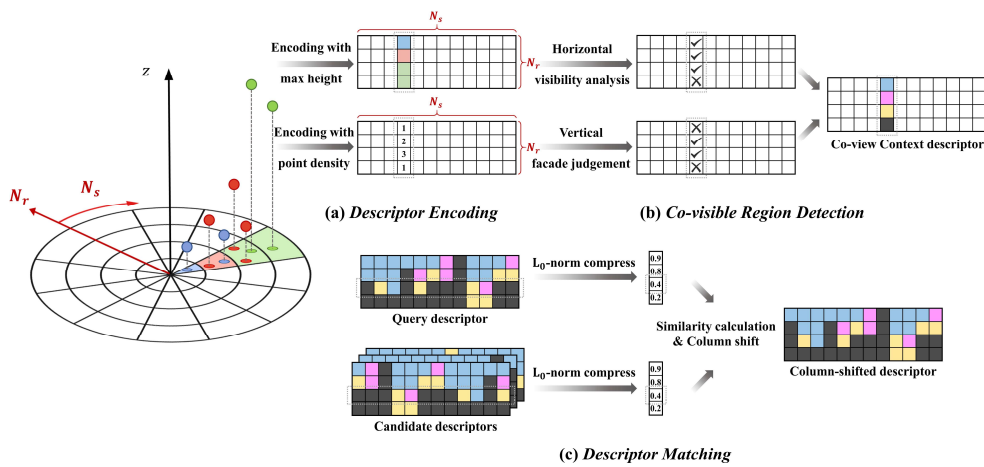 z
N_r
N_s
Encoding with
max height
N_s
N_r
Horizontal
visibility analysis
Encoding with
point density
N_s
1
2
3
1
N_r
Vertical
facade judgement
Co-view Context descriptor
(a) Descriptor Encoding
(b) Co-visible Region Detection
Query descriptor
L_0-norm compress
0.9
0.8
0.4
0.2
Candidate descriptors
L_0-norm compress
0.9
0.8
0.4
0.2
Similarity calculation
& Column shift
Column-shifted descriptor
(c) Descriptor Matching